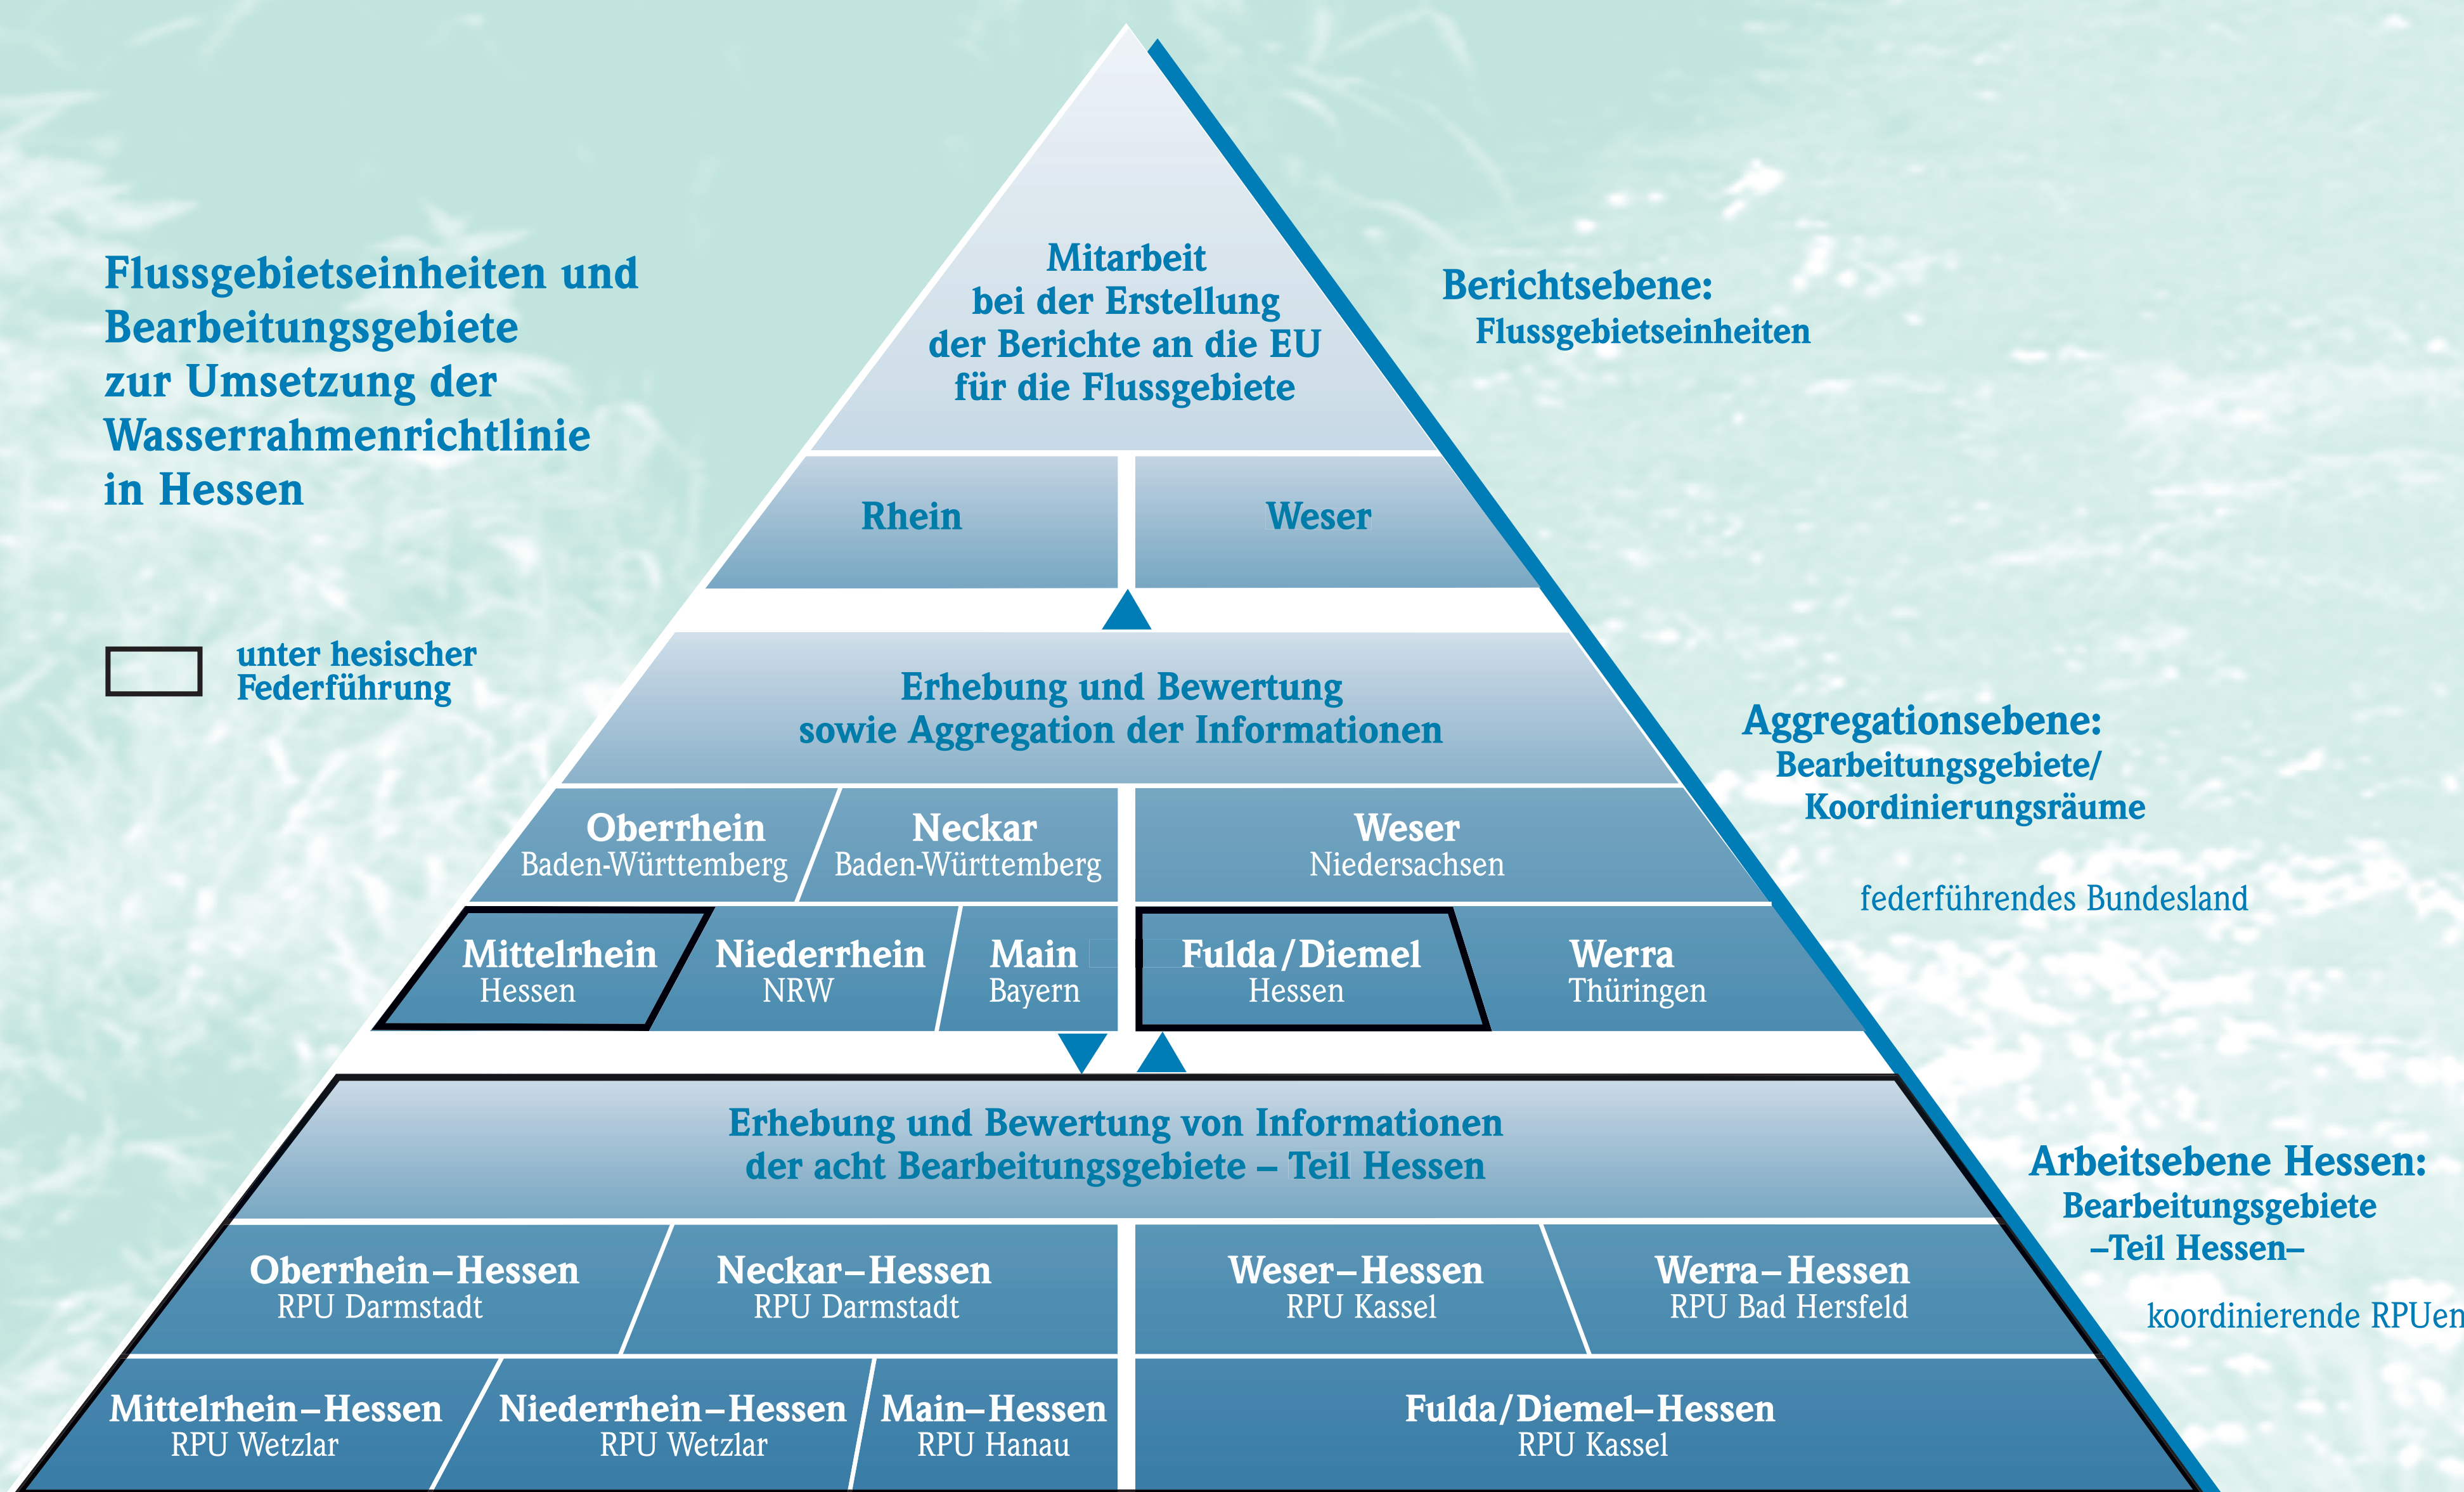 Flussgebietseinheiten und
Bearbeitungsgebiete
zur Umsetzung der
Wasserrahmenrichtlinie
in Hessen
unter hesischer
Federführung
Mitarbeit
bei der Erstellung
der Berichte an die EU
für die Flussgebiete
Berichtsebene:
Flussgebietseinheiten
Rhein
Weser
Erhebung und Bewertung
sowie Aggregation der Informationen
Aggregationsebene:
Bearbeitungsgebiete/
Koordinierungsräume
federführendes Bundesland
Oberrhein
Baden-Württemberg
Neckar
Baden-Württemberg
Weser
Niedersachsen
Mittelrhein
Hessen
Niederrhein
NRW
Main
Bayern
Fulda/Diemel
Hessen
Werra
Thüringen
Erhebung und Bewertung von Informationen
der acht Bearbeitungsgebiete – Teil Hessen
Arbeitsebene Hessen:
Bearbeitungsgebiete
–Teil Hessen–
koordinierende RPUen
Oberrhein–Hessen
RPU Darmstadt
Neckar–Hessen
RPU Darmstadt
Weser–Hessen
RPU Kassel
Werra–Hessen
RPU Bad Hersfeld
Mittelrhein–Hessen
RPU Wetzlar
Niederrhein–Hessen
RPU Wetzlar
Main–Hessen
RPU Hanau
Fulda/Diemel–Hessen
RPU Kassel